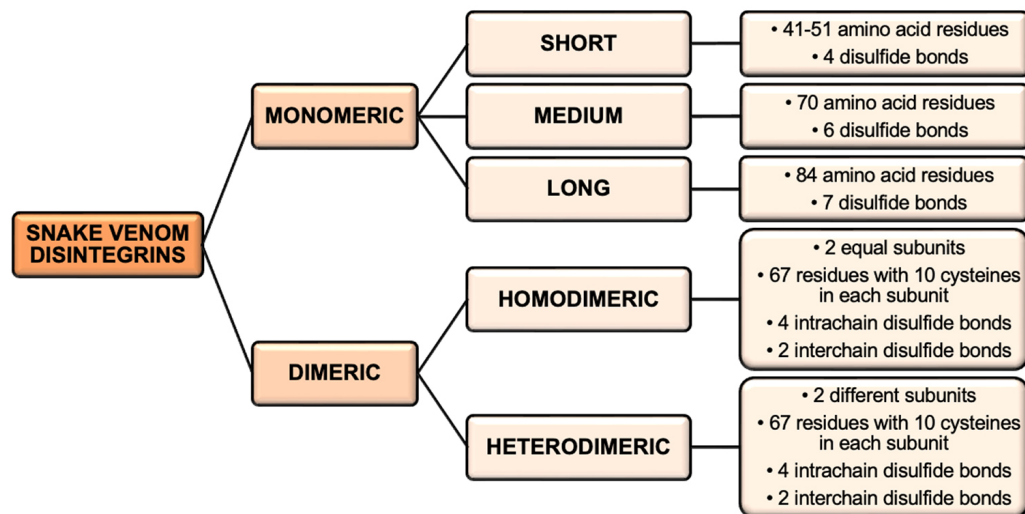 SNAKE VENOM
DISINTEGRINS
MONOMERIC
SHORT
• 41-51 amino acid residues
• 4 disulfide bonds
MEDIUM
• 70 amino acid residues
• 6 disulfide bonds
LONG
• 84 amino acid residues
• 7 disulfide bonds
DIMERIC
HOMODIMERIC
• 2 equal subunits
• 67 residues with 10 cysteines
in each subunit
• 4 intrachain disulfide bonds
• 2 interchain disulfide bonds
HETERODIMERIC
• 2 different subunits
• 67 residues with 10 cysteines
in each subunit
• 4 intrachain disulfide bonds
• 2 interchain disulfide bonds